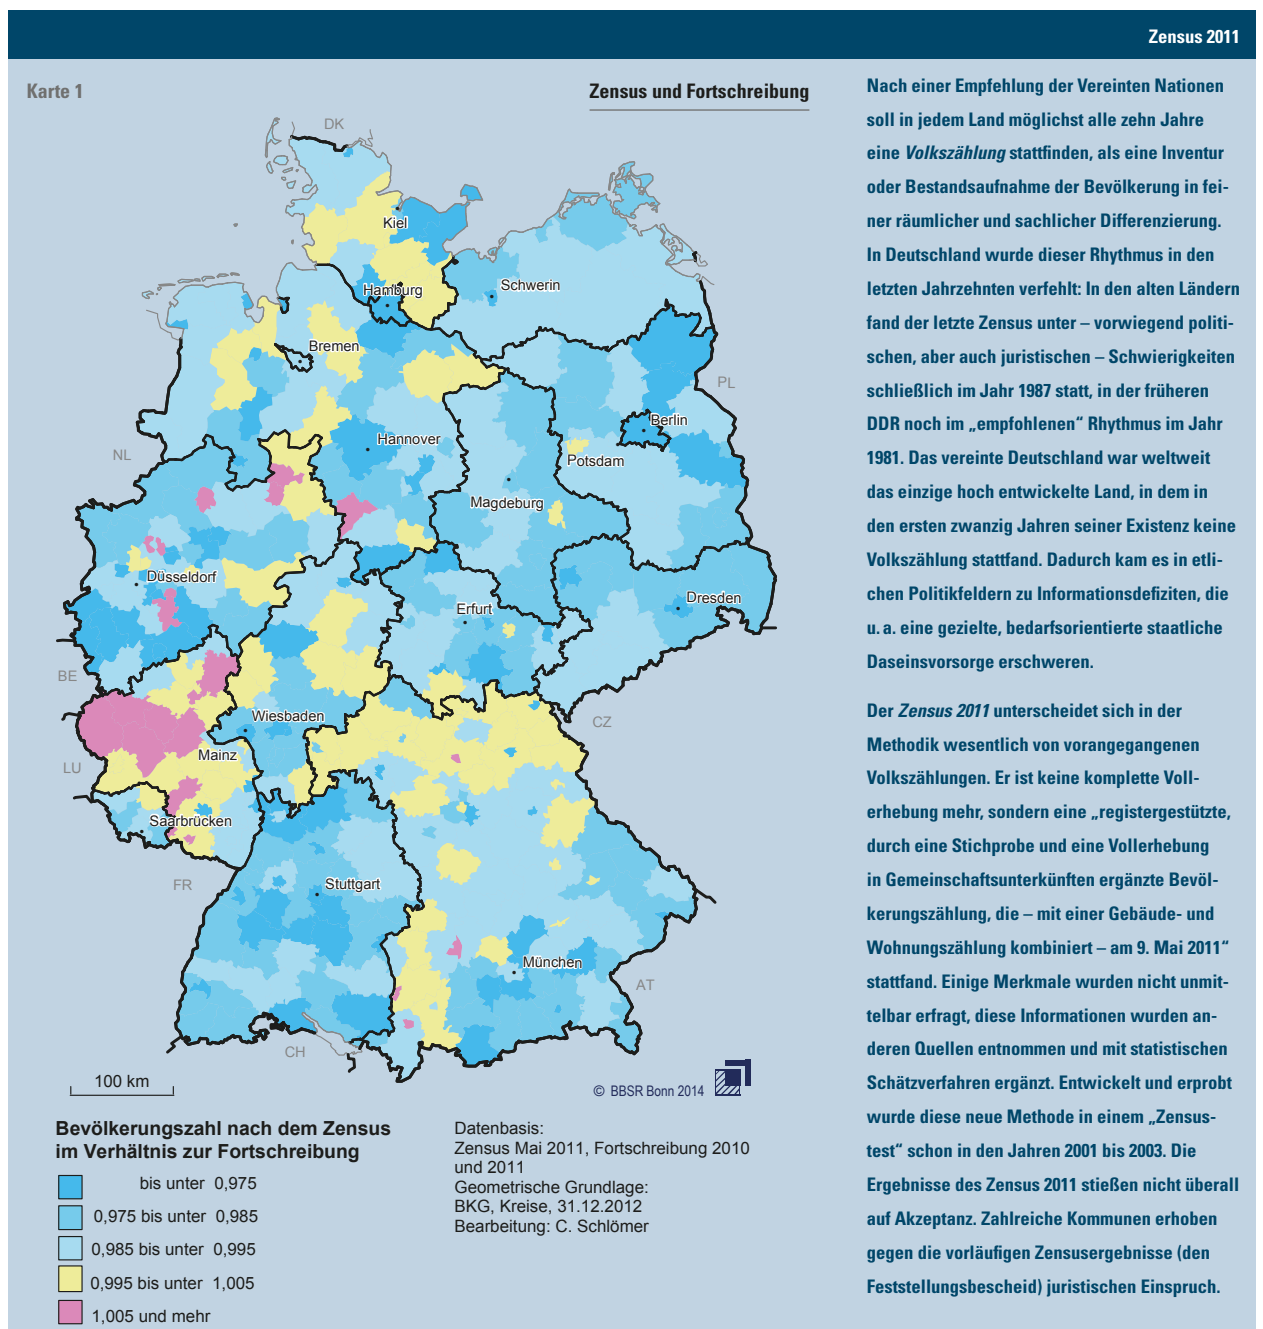 Zensus 2011
Karte 1
Zensus und Fortschreibung
DK
Kiel
Hamburg
Schwerin
Bremen
PL
Berlin
Hannover
NL
Potsdam
Magdeburg
Düsseldorf
Erfurt
Dresden
BE
Wiesbaden
CZ
LU
Mainz
Saarbrücken
FR
Stuttgart
München
AT
CH
100 km
© BBSR Bonn 2014
Bevölkerungszahl nach dem Zensus
im Verhältnis zur Fortschreibung
bis unter 0,975
0,975 bis unter 0,985
0,985 bis unter 0,995
0,995 bis unter 1,005
1,005 und mehr
Datenbasis:
Zensus Mai 2011, Fortschreibung 2010
und 2011
Geometrische Grundlage:
BKG, Kreise, 31.12.2012
Bearbeitung: C. Schlömer
Nach einer Empfehlung der Vereinten Nationen
soll in jedem Land möglichst alle zehn Jahre
eine Volkszählung stattfinden, als eine Inventur
oder Bestandsaufnahme der Bevölkerung in fei-
ner räumlicher und sachlicher Differenzierung.
In Deutschland wurde dieser Rhythmus in den
letzten Jahrzehnten verfehlt: In den alten Ländern
fand der letzte Zensus unter – vorwiegend politi-
schen, aber auch juristischen – Schwierigkeiten
schließlich im Jahr 1987 statt, in der früheren
DDR noch im „empfohlenen“ Rhythmus im Jahr
1981. Das vereinte Deutschland war weltweit
das einzige hoch entwickelte Land, in dem in
den ersten zwanzig Jahren seiner Existenz keine
Volkszählung stattfand. Dadurch kam es in etli-
chen Politikfeldern zu Informationsdefiziten, die
u. a. eine gezielte, bedarfsorientierte staatliche
Daseinsvorsorge erschweren.
Der Zensus 2011 unterscheidet sich in der
Methodik wesentlich von vorangegangenen
Volkszählungen. Er ist keine komplette Voll-
erhebung mehr, sondern eine „registergestützte,
durch eine Stichprobe und eine Vollerhebung
in Gemeinschaftsunterkünften ergänzte Bevöl-
kerungszählung, die – mit einer Gebäude- und
Wohnungszählung kombiniert – am 9. Mai 2011“
stattfand. Einige Merkmale wurden nicht unmit-
telbar erfragt, diese Informationen wurden an-
deren Quellen entnommen und mit statistischen
Schätzverfahren ergänzt. Entwickelt und erprobt
wurde diese neue Methode in einem „Zensus-
test“ schon in den Jahren 2001 bis 2003. Die
Ergebnisse des Zensus 2011 stießen nicht überall
auf Akzeptanz. Zahlreiche Kommunen erhoben
gegen die vorläufigen Zensusergebnisse (den
Feststellungsbescheid) juristischen Einspruch.